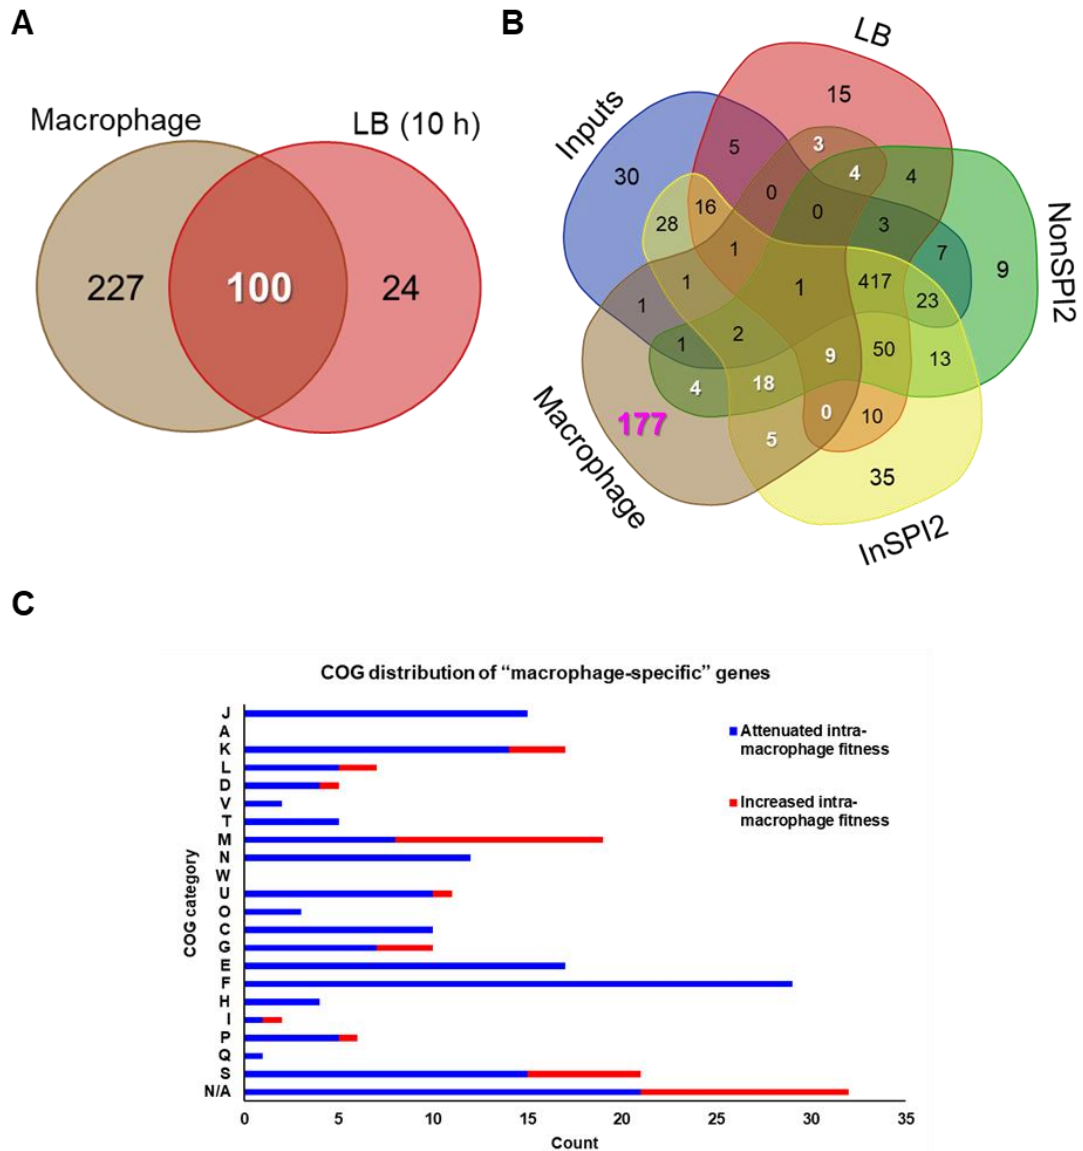 A
Macrophage
LB (10 h)
227
100
24
B
LB
Inputs
NonSPI2
InSPI2
Macrophage
15
3
5
4
4
30
0
0
3
7
9
16
28
1
1
417
23
1
1
2
1
9
50
13
4
18
0
10
177
5
35
C
COG distribution of “macrophage-specific” genes
J
A
K
L
D
V
T
M
N
W
U
O
C
G
E
F
H
I
P
Q
S
N/A
COG category
Attenuated intra-
macrophage fitness
Increased intra-
macrophage fitness
0 5 10 15 20 25 30 35
Count